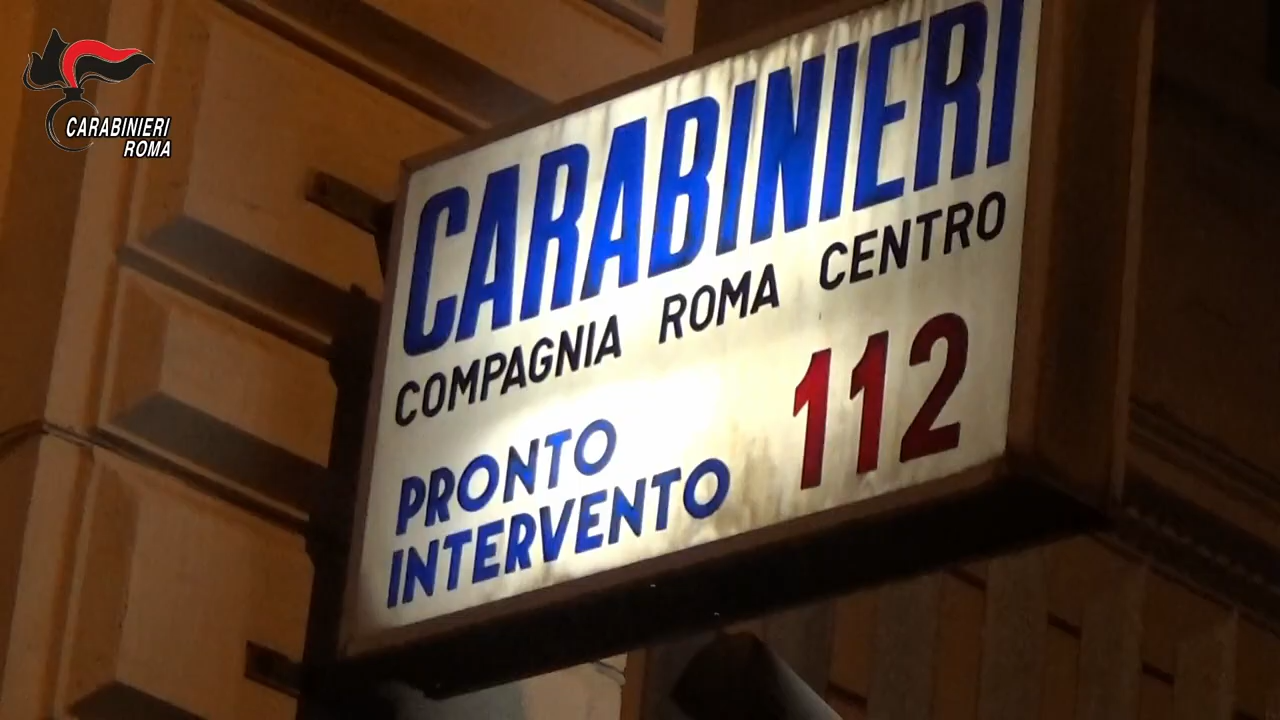 CARABINIERI
ROMA
CARABINIERI
COMPAGNIA ROMA CENTRO
PRONTO
INTERVENTO
112